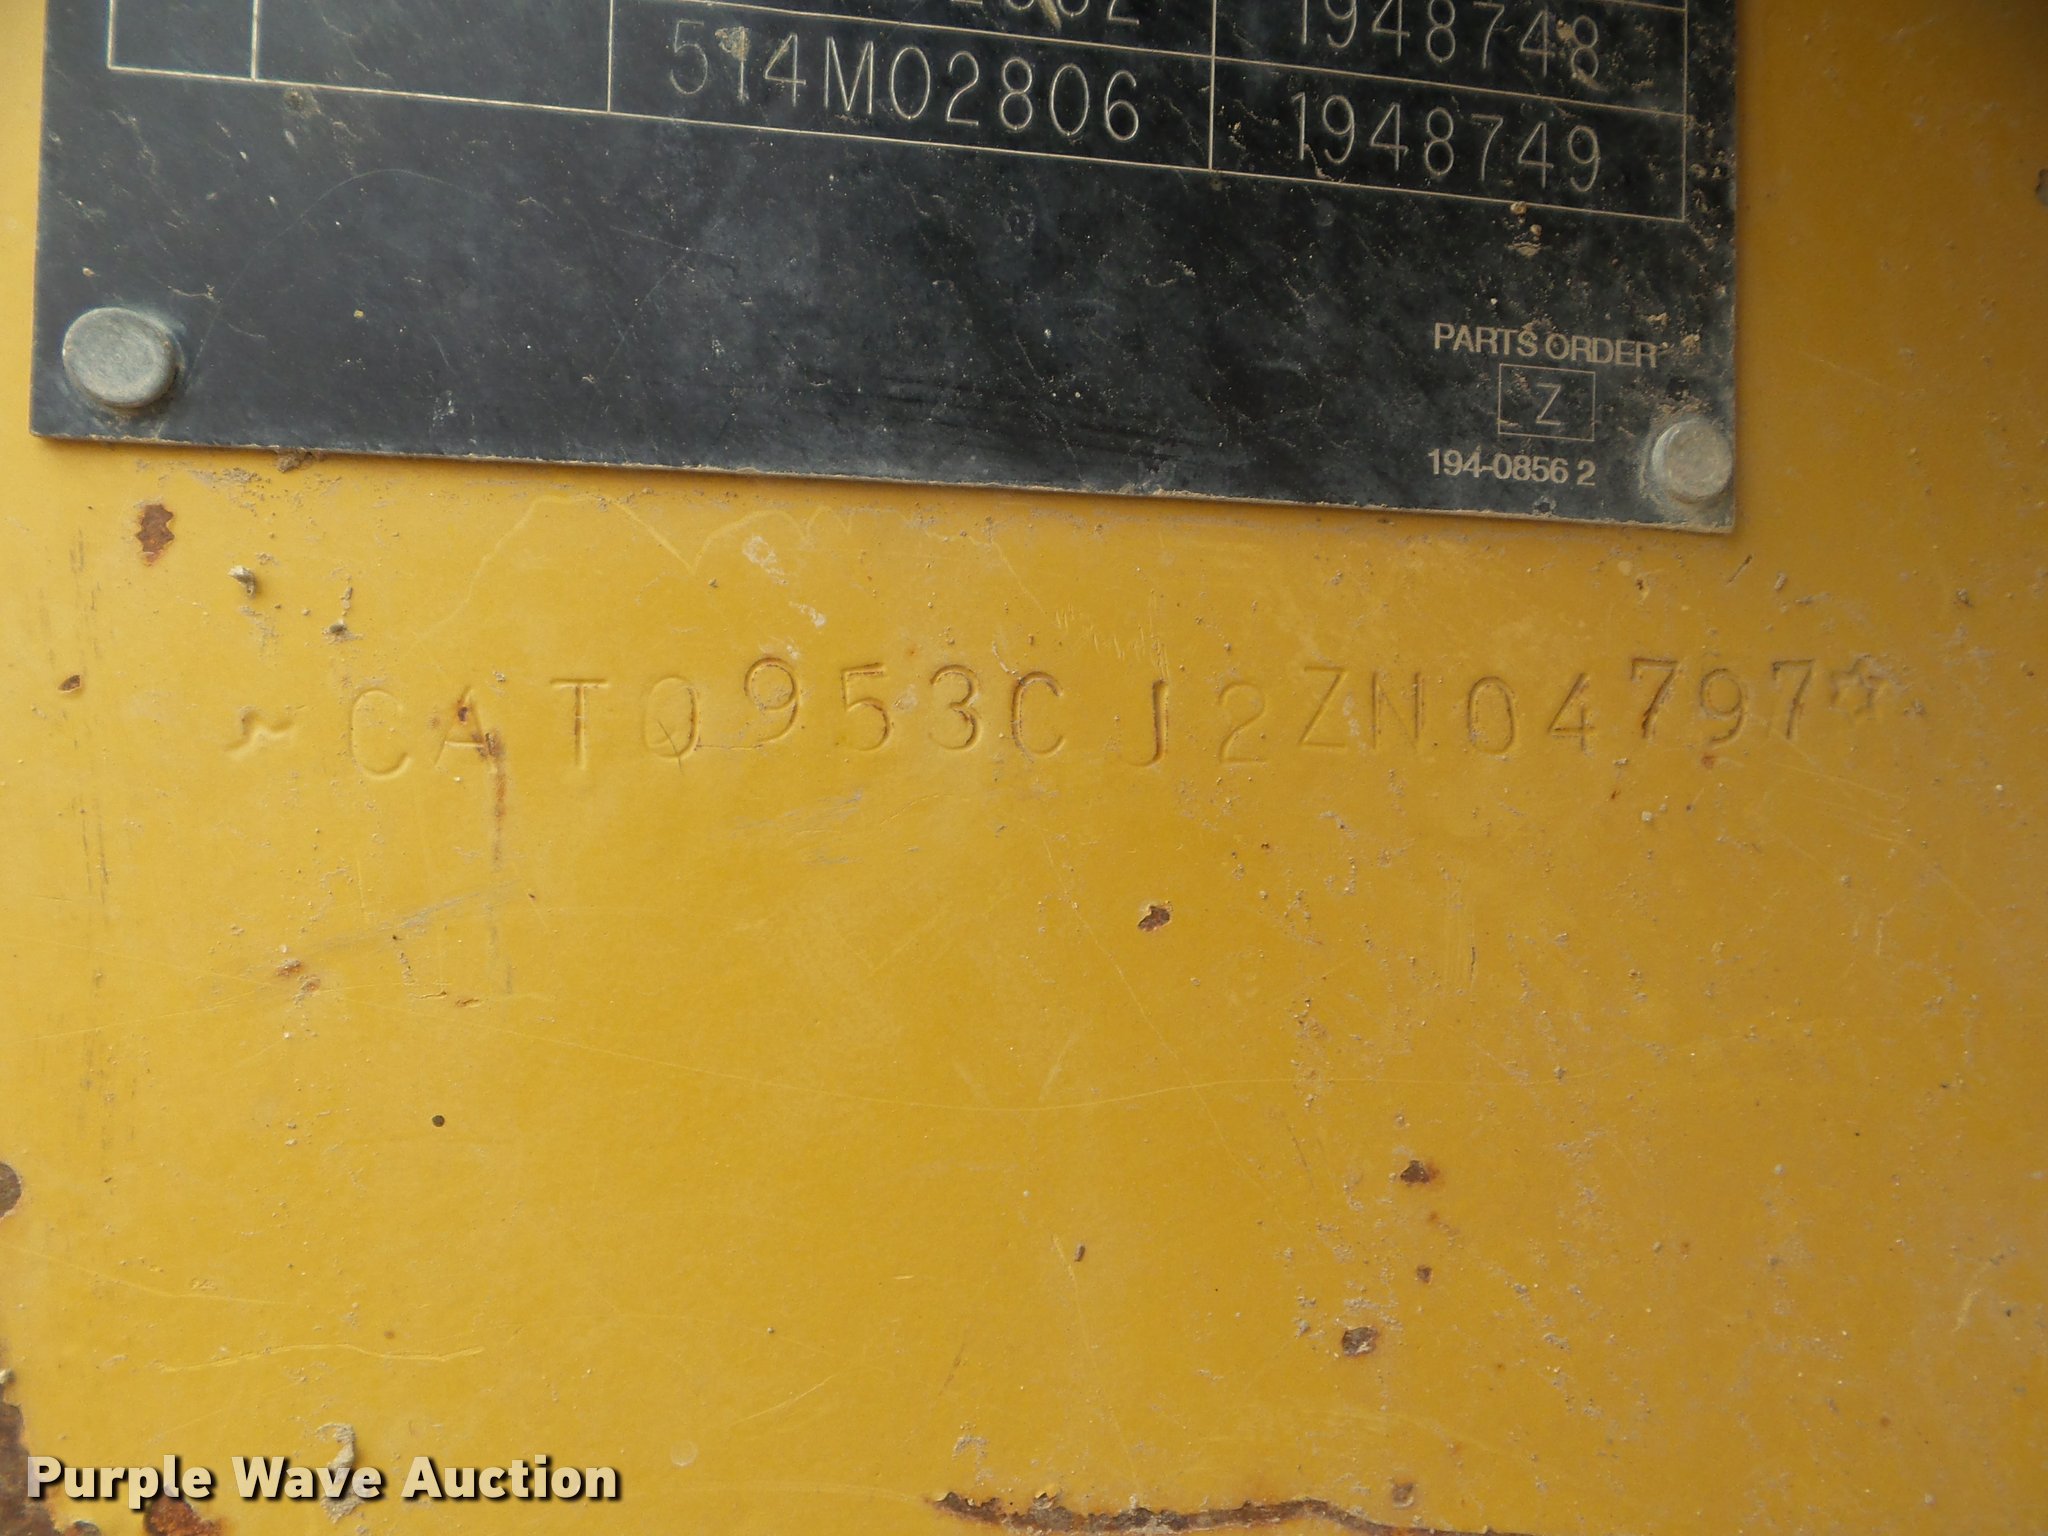 1948748
514M02806 1948749
PARTS ORDER
Z
194-0856 2
CAT0953CJ2ZN04797☆
Purple Wave Auction